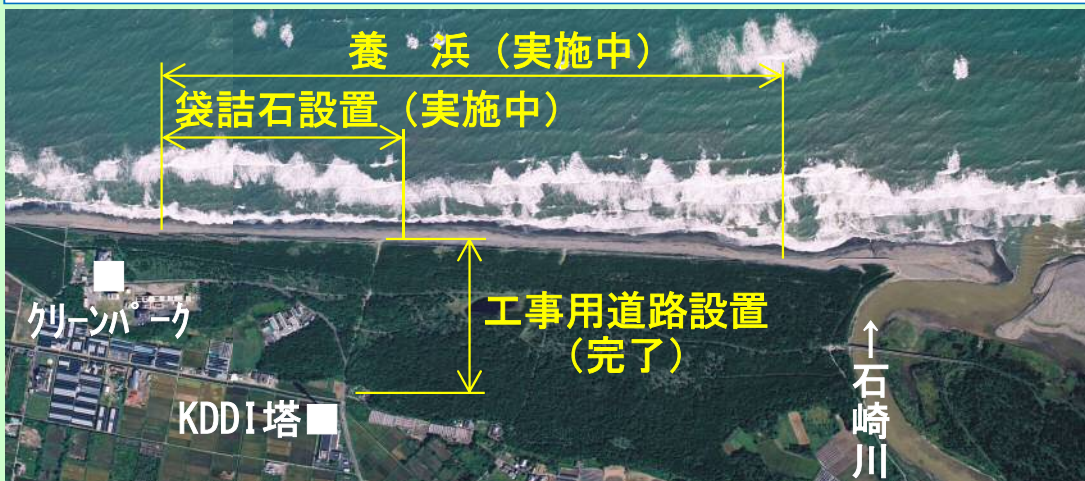 養　浜（実施中）
袋詰石設置（実施中）
クリーンパーク
工事用道路設置
（完了）
KDDI塔■
↑石崎川